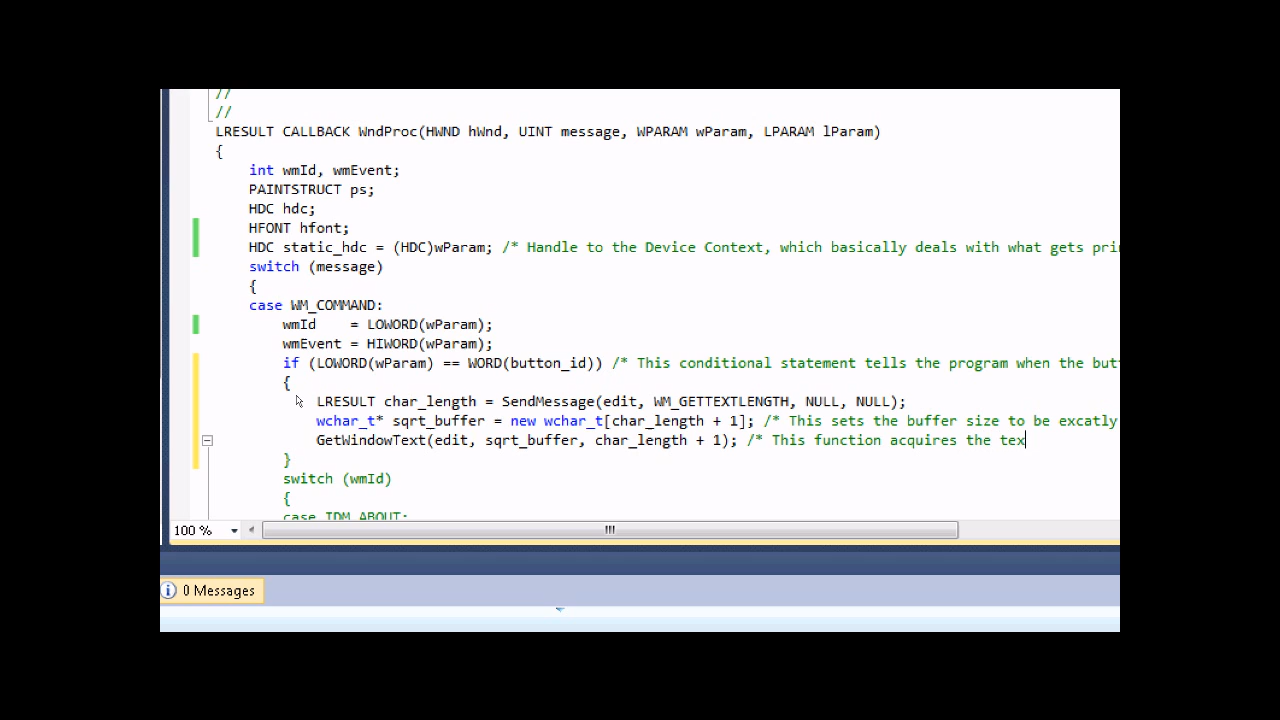 //
//
LRESULT CALLBACK WndProc(HWND hWnd, UINT message, WPARAM wParam, LPARAM lParam)
{
int wmId, wmEvent;
PAINTSTRUCT ps;
HDC hdc;
HFONT hfont;
HDC static_hdc = (HDC)wParam; /* Handle to the Device Context, which basically deals with what gets pri
switch (message)
{
case WM_COMMAND:
wmId = LOWORD(wParam);
wmEvent = HIWORD(wParam);
if (LOWORD(wParam) == WORD(button_id)) /* This conditional statement tells the program when the but
{
LRESULT char_length = SendMessage(edit, WM_GETTEXTLENGTH, NULL, NULL);
wchar_t* sqrt_buffer = new wchar_t[char_length + 1]; /* This sets the buffer size to be excatly
GetWindowText(edit, sqrt_buffer, char_length + 1); /* This function acquires the tex
}
switch (wmId)
{
case IDM_ABOUT:
100 %
0 Messages